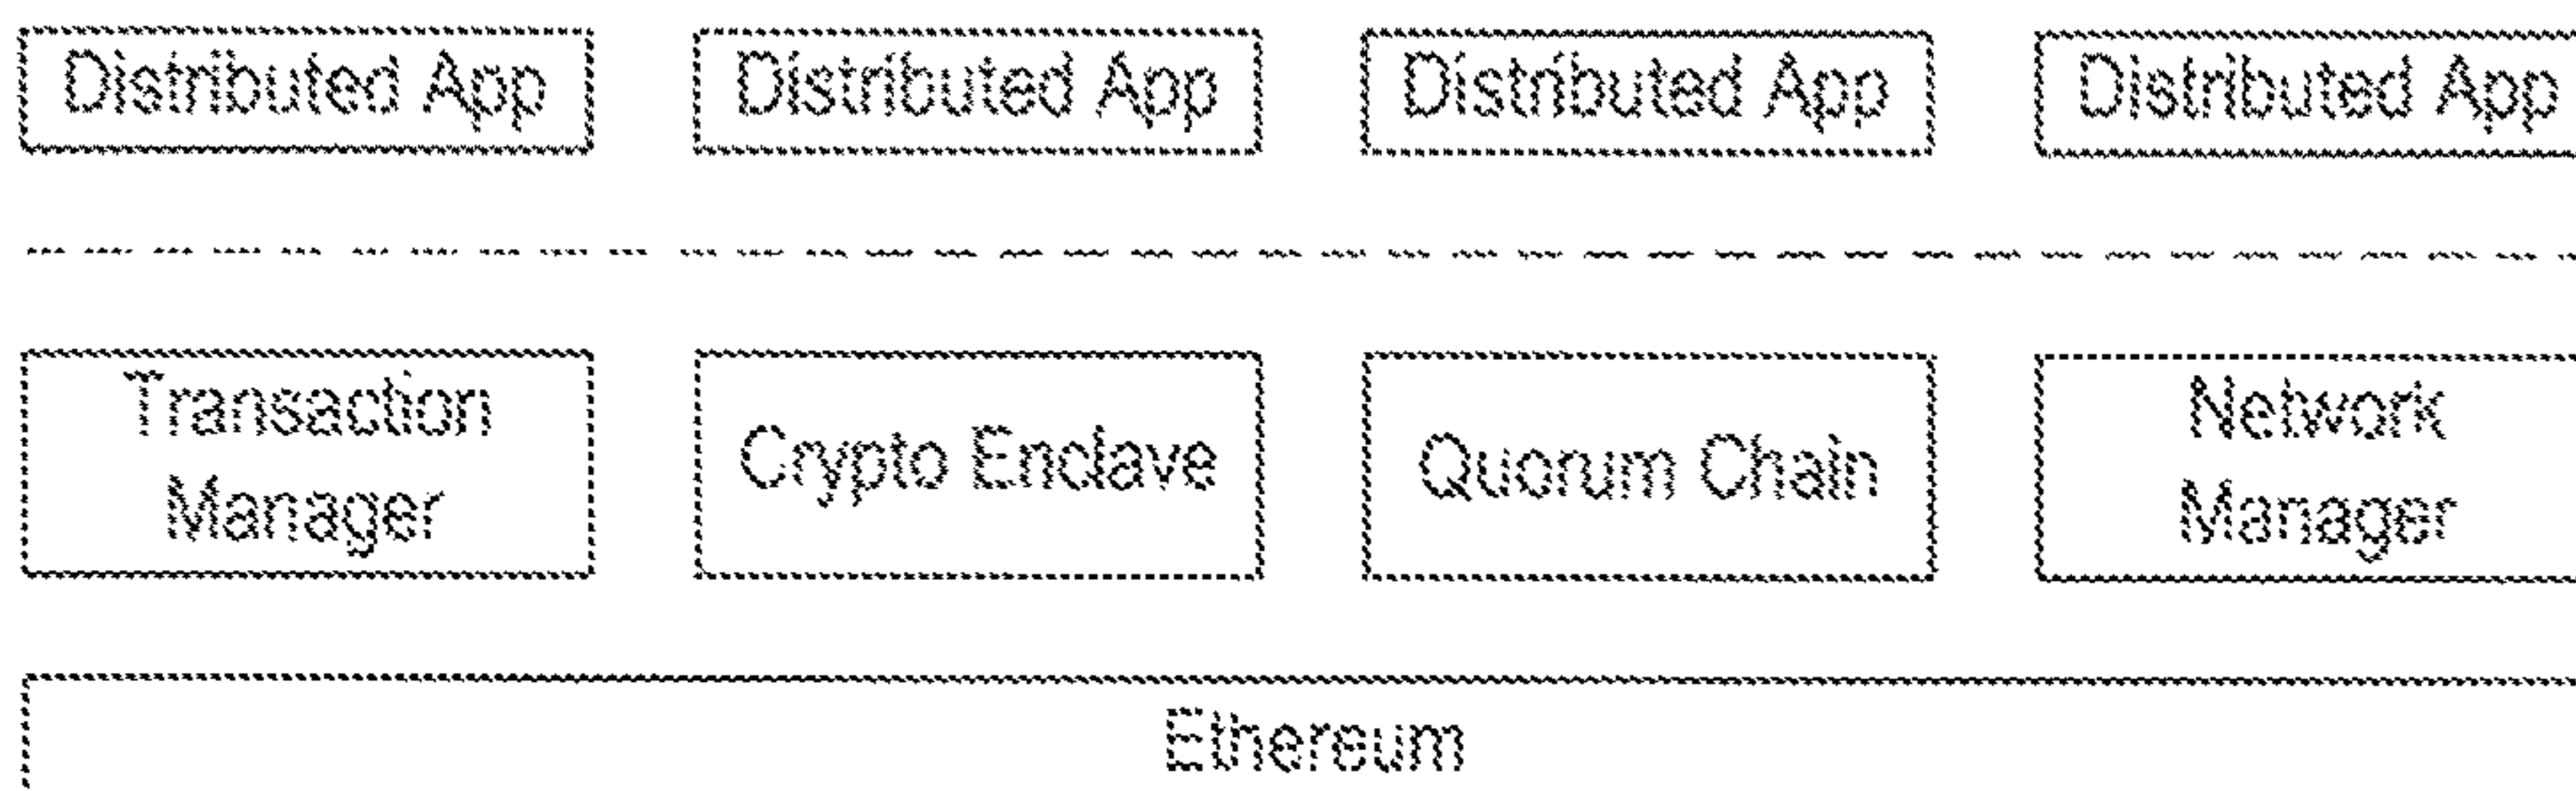 Distributed App
Distributed App
Distributed App
Distributed App
Transaction
Manager
Crypto Enclave
Quorum Chain
Network
Manager
Ethereum